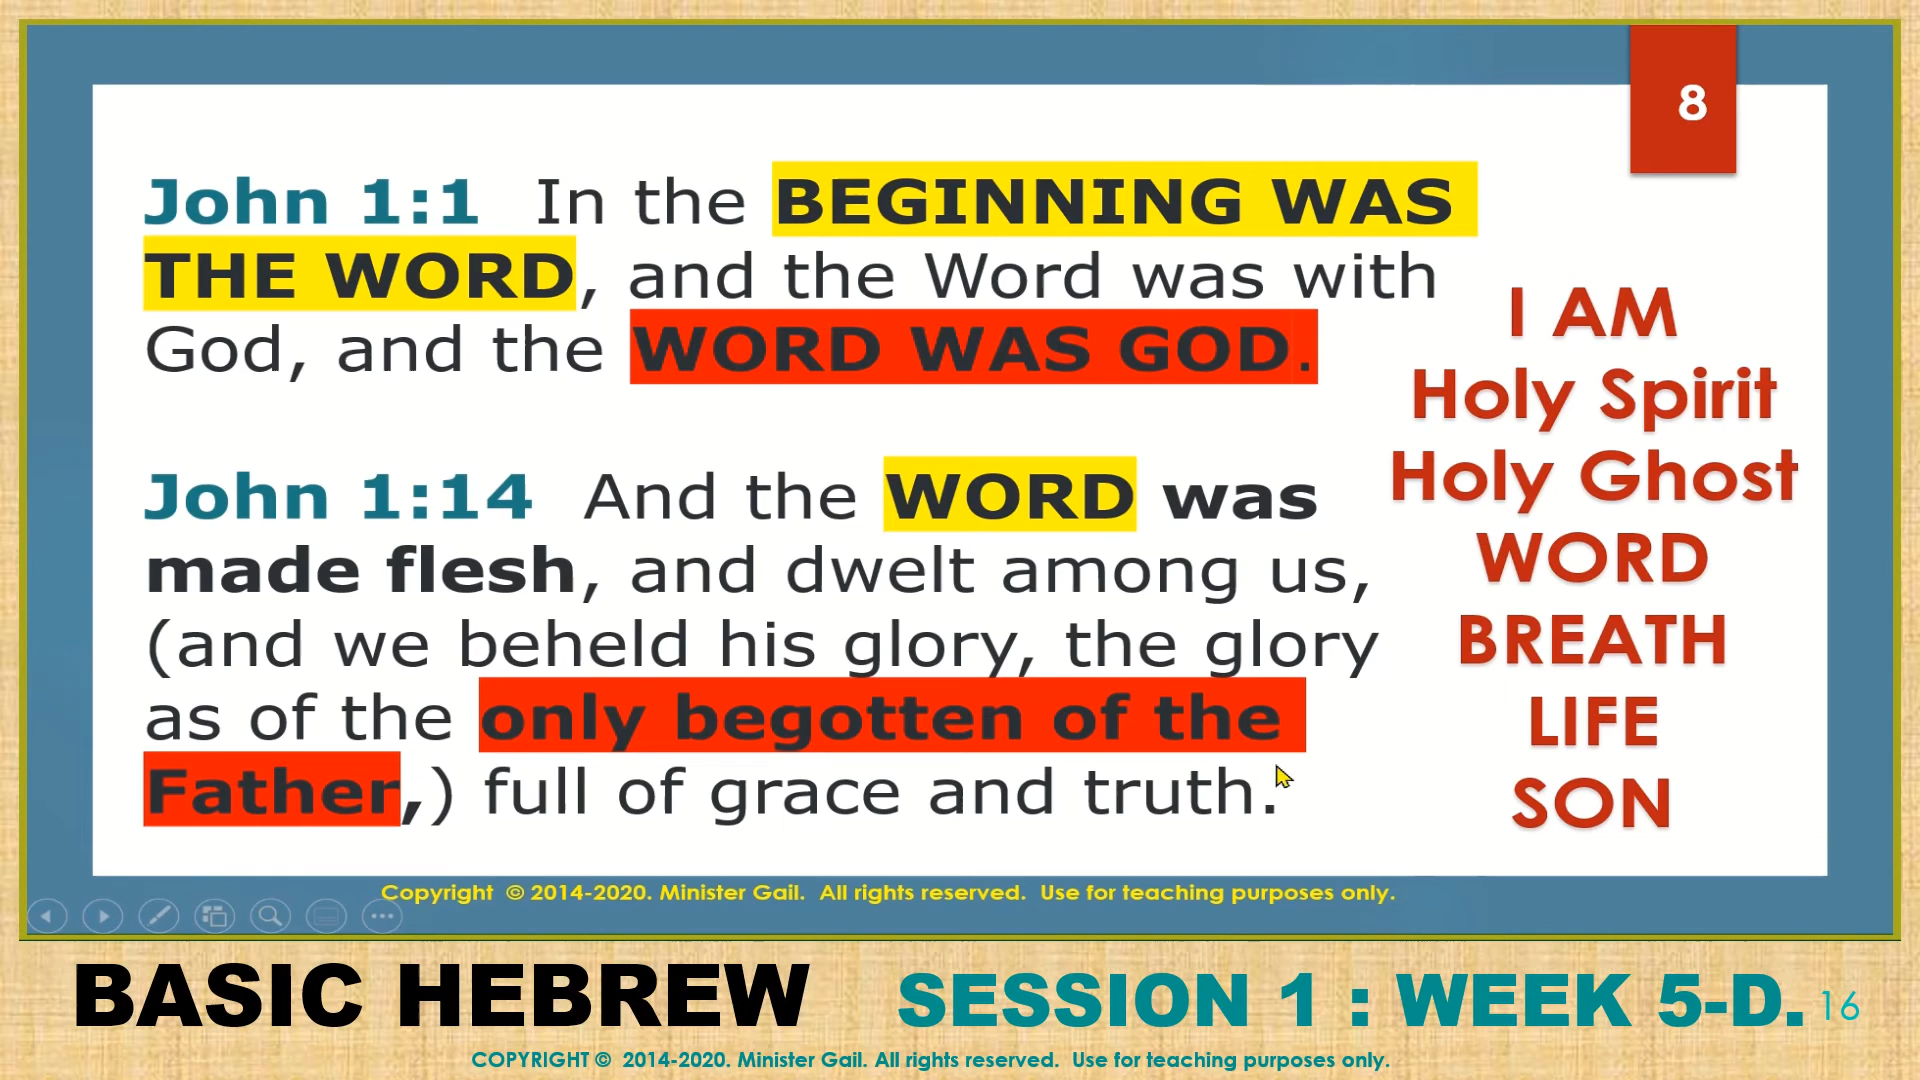 8
John 1:1 In the BEGINNING WAS
THE WORD, and the Word was with
God, and the WORD WAS GOD.
John 1:14 And the WORD was
made flesh, and dwelt among us,
(and we beheld his glory, the glory
as of the only begotten of the
Father,) full of grace and truth.
I AM
Holy Spirit
Holy Ghost
WORD
BREATH
LIFE
SON
Copyright © 2014-2020. Minister Gail. All rights reserved. Use for teaching purposes only.
BASIC HEBREW SESSION 1 : WEEK 5-D. 16
COPYRIGHT © 2014-2020. Minister Gail. All rights reserved. Use for teaching purposes only.